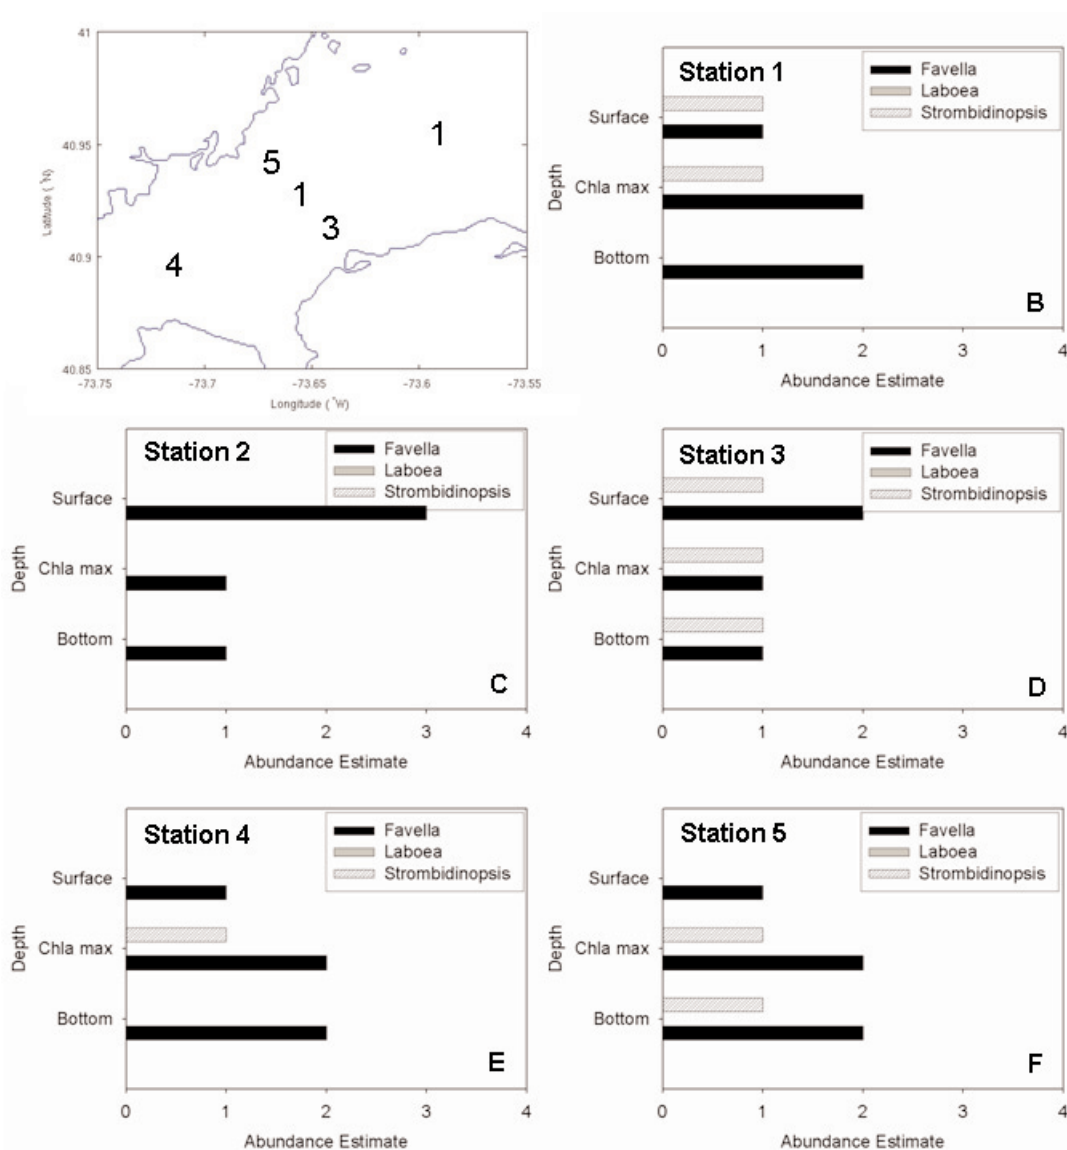 41
40.95
40.9
40.85
Latitude ( °N)
-73.75 -73.7 -73.65 -73.6 -73.55
Longitude ( °W)
1
5
1
3
4
Station 1
Favella
Laboea
Strombidinopsis
Surface
Chla max
Bottom
Depth
B
0 1 2 3 4
Abundance Estimate
Station 2
Favella
Laboea
Strombidinopsis
Surface
Chla max
Bottom
Depth
C
0 1 2 3 4
Abundance Estimate
Station 3
Favella
Laboea
Strombidinopsis
Surface
Chla max
Bottom
Depth
D
0 1 2 3 4
Abundance Estimate
Station 4
Favella
Laboea
Strombidinopsis
Surface
Chla max
Bottom
Depth
E
0 1 2 3 4
Abundance Estimate
Station 5
Favella
Laboea
Strombidinopsis
Surface
Chla max
Bottom
Depth
F
0 1 2 3 4
Abundance Estimate